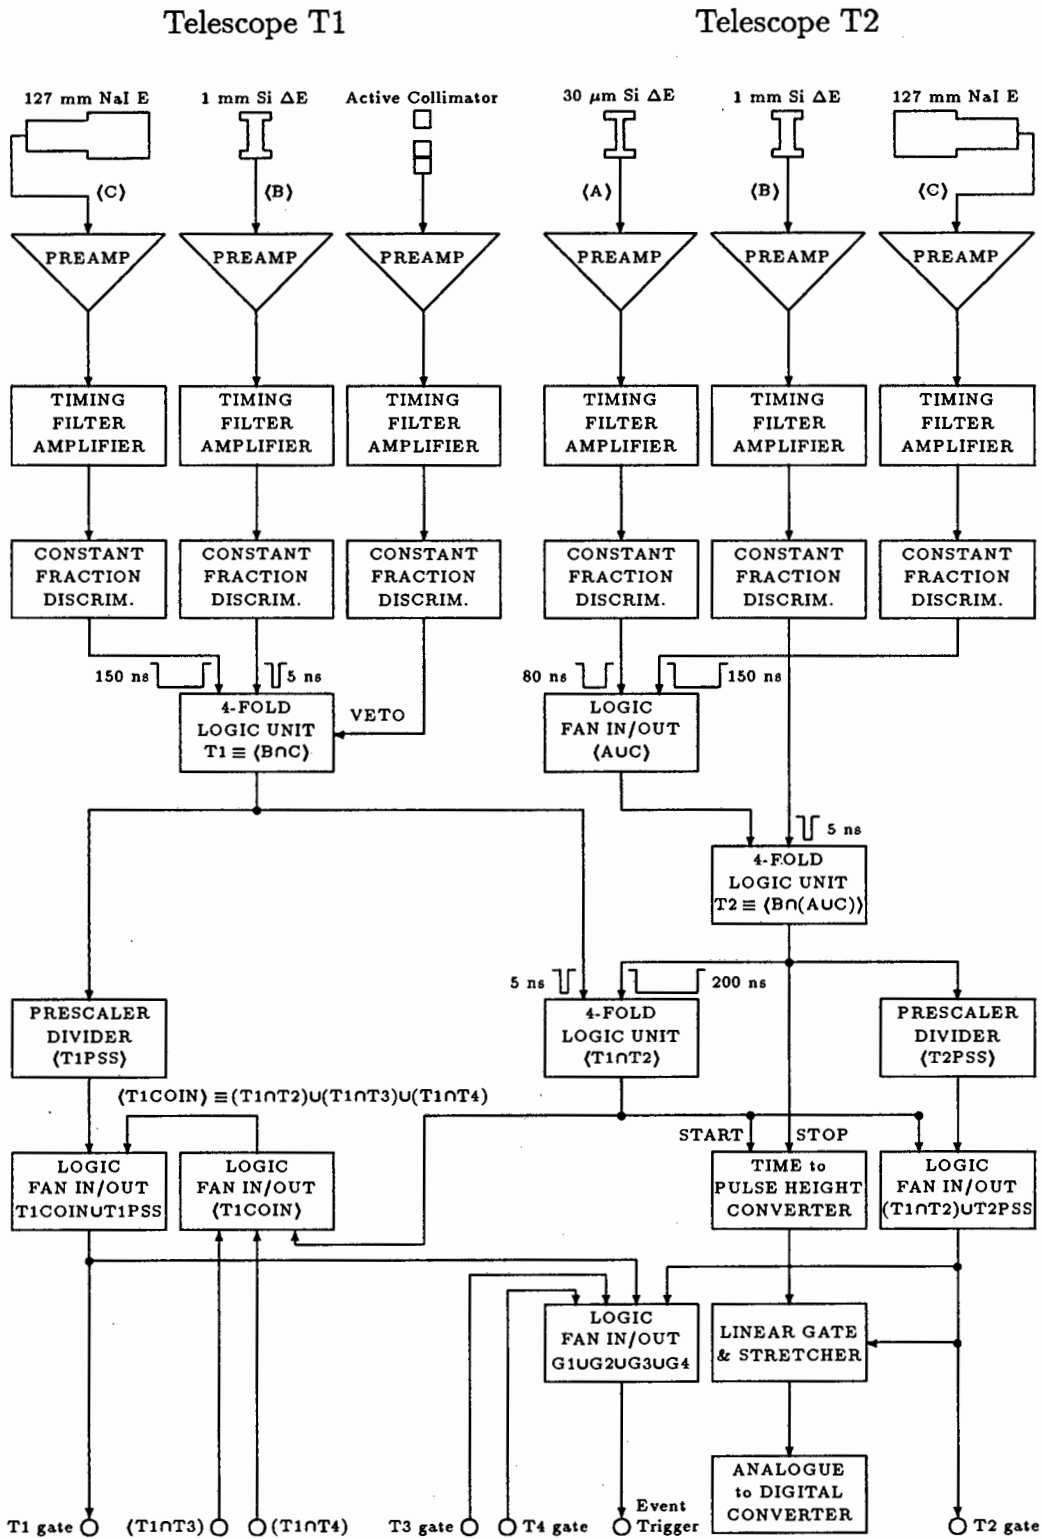 Telescope T1 Telescope T2
127 mm NaI E 1 mm Si ΔE Active Collimator 30 μm Si ΔE 1 mm Si ΔE 127 mm NaI E
⟨C⟩ ⟨B⟩ ⟨A⟩ ⟨B⟩ ⟨C⟩
PREAMP PREAMP PREAMP PREAMP PREAMP PREAMP
TIMING TIMING TIMING TIMING TIMING TIMING
FILTER FILTER FILTER FILTER FILTER FILTER
AMPLIFIER AMPLIFIER AMPLIFIER AMPLIFIER AMPLIFIER AMPLIFIER
CONSTANT CONSTANT CONSTANT CONSTANT CONSTANT CONSTANT
FRACTION FRACTION FRACTION FRACTION FRACTION FRACTION
DISCRIM. DISCRIM. DISCRIM. DISCRIM. DISCRIM. DISCRIM.
150 ns 5 ns 80 ns 150 ns
4-FOLD
LOGIC UNIT
T1 ≡ ⟨B∩C⟩
VETO
LOGIC
FAN IN/OUT
⟨A∪C⟩
5 ns
4-FOLD
LOGIC UNIT
T2 ≡ ⟨B∩(A∪C)⟩
5 ns 200 ns
PRESCALER
DIVIDER
⟨T1PSS⟩
4-FOLD
LOGIC UNIT
⟨T1∩T2⟩
PRESCALER
DIVIDER
⟨T2PSS⟩
⟨T1COIN⟩ ≡ (T1∩T2)∪(T1∩T3)∪(T1∩T4)
START STOP
LOGIC
FAN IN/OUT
T1COIN∪T1PSS
LOGIC
FAN IN/OUT
⟨T1COIN⟩
TIME to
PULSE HEIGHT
CONVERTER
LOGIC
FAN IN/OUT
(T1∩T2)∪T2PSS
LOGIC
FAN IN/OUT
G1∪G2∪G3∪G4
LINEAR GATE
& STRETCHER
ANALOGUE
to DIGITAL
CONVERTER
T1 gate ⟨T1∩T3⟩ (T1∩T4) T3 gate T4 gate
Event
Trigger
T2 gate